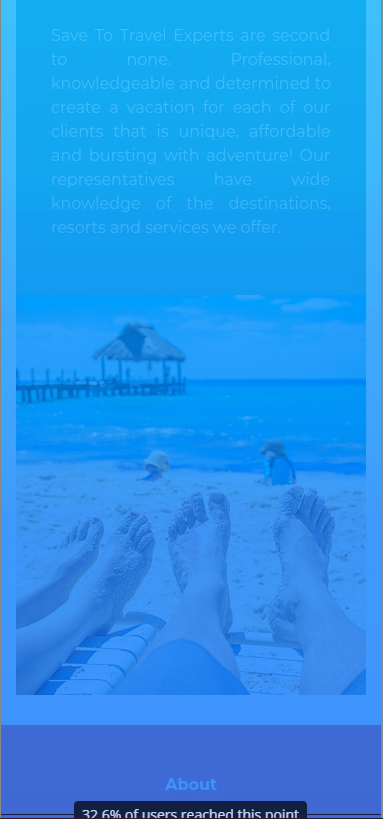 Save To Travel Experts are second
to none. Professional,
knowledgeable and determined to
create a vacation for each of our
clients that is unique, affordable
and bursting with adventure! Our
representatives have wide
knowledge of the destinations,
resorts and services we offer.
About
32.6% of users reached this point